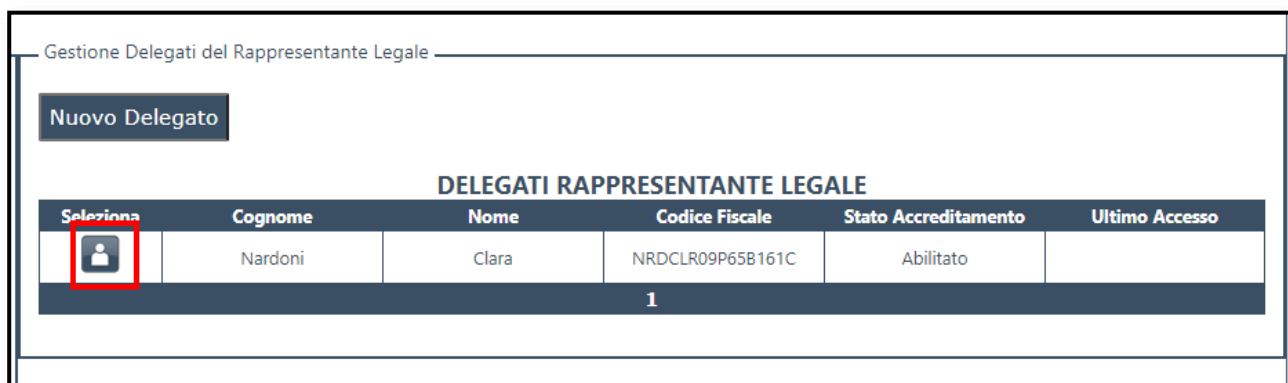 Gestione Delegati del Rappresentante Legale
Nuovo Delegato
DELEGATI RAPPRESENTANTE LEGALE
Seleziona Cognome Nome Codice Fiscale Stato Accreditamento Ultimo Accesso
Nardoni Clara NRDCLR09P65B161C Abilitato
1